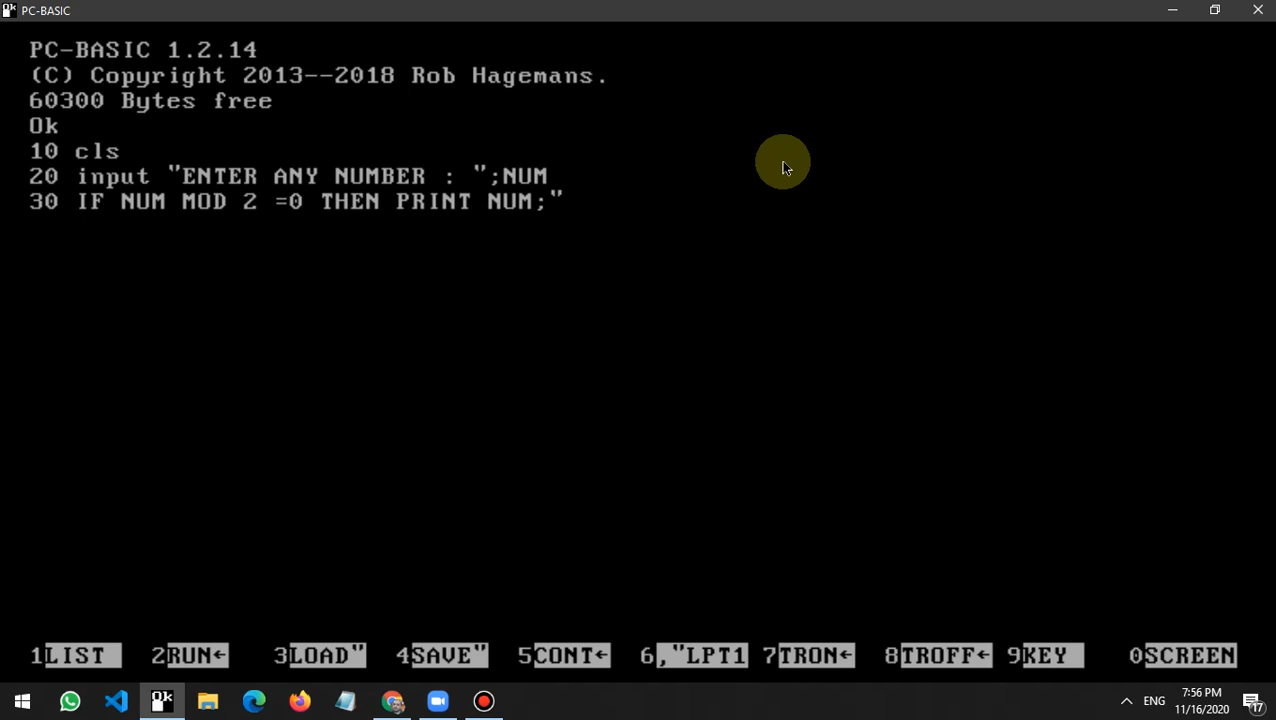 PC-BASIC
PC-BASIC 1.2.14
(C) Copyright 2013--2018 Rob Hagemans.
60300 Bytes free
Ok
10 cls
20 input "ENTER ANY NUMBER : ";NUM
30 IF NUM MOD 2 =0 THEN PRINT NUM;"
1LIST 2RUN← 3LOAD" 4SAVE" 5CONT← 6,"LPT1 7TRON← 8TROFF← 9KEY 0SCREEN
Ok
ENG
7:56 PM
11/16/2020
17